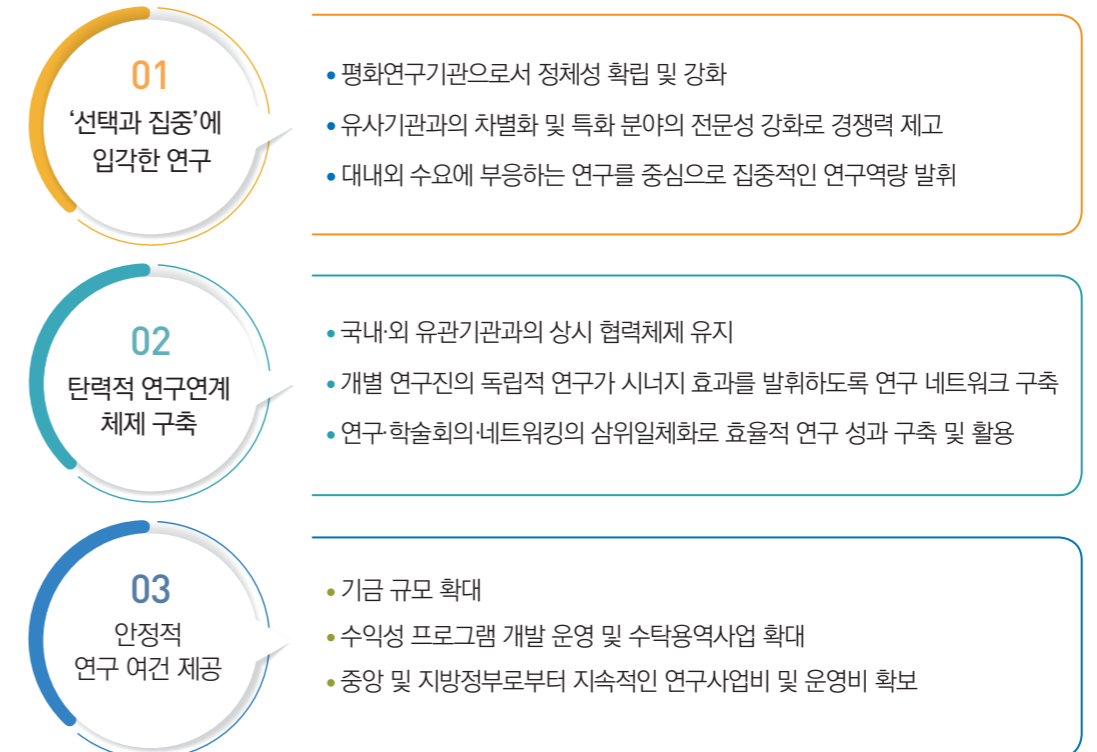 01
‘선택과 집중’에
입각한 연구
• 평화연구기관으로서 정체성 확립 및 강화
• 유사기관과의 차별화 및 특화 분야의 전문성 강화로 경쟁력 제고
• 대내외 수요에 부응하는 연구를 중심으로 집중적인 연구역량 발휘
02
탄력적 연구연계
체제 구축
• 국내·외 유관기관과의 상시 협력체제 유지
• 개별 연구진의 독립적 연구가 시너지 효과를 발휘하도록 연구 네트워크 구축
• 연구·학술회의·네트워킹의 삼위일체화로 효율적 연구 성과 구축 및 활용
03
안정적
연구 여건 제공
• 기금 규모 확대
• 수익성 프로그램 개발 운영 및 수탁용역사업 확대
• 중앙 및 지방정부로부터 지속적인 연구사업비 및 운영비 확보